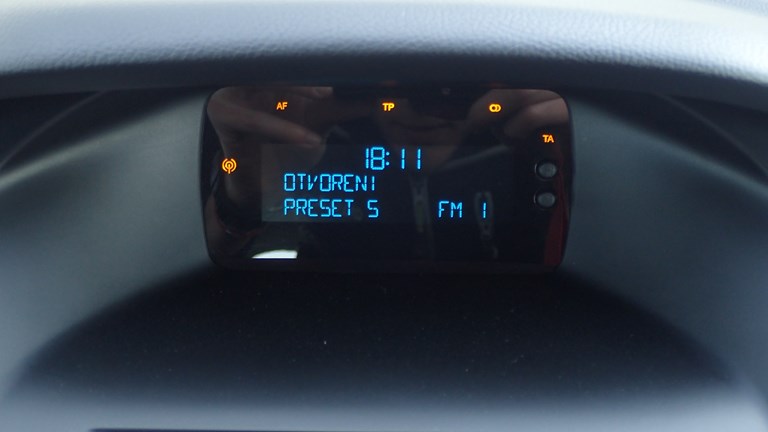 AF TP TA
18:11
OTVORENI
PRESET 5 FM 1